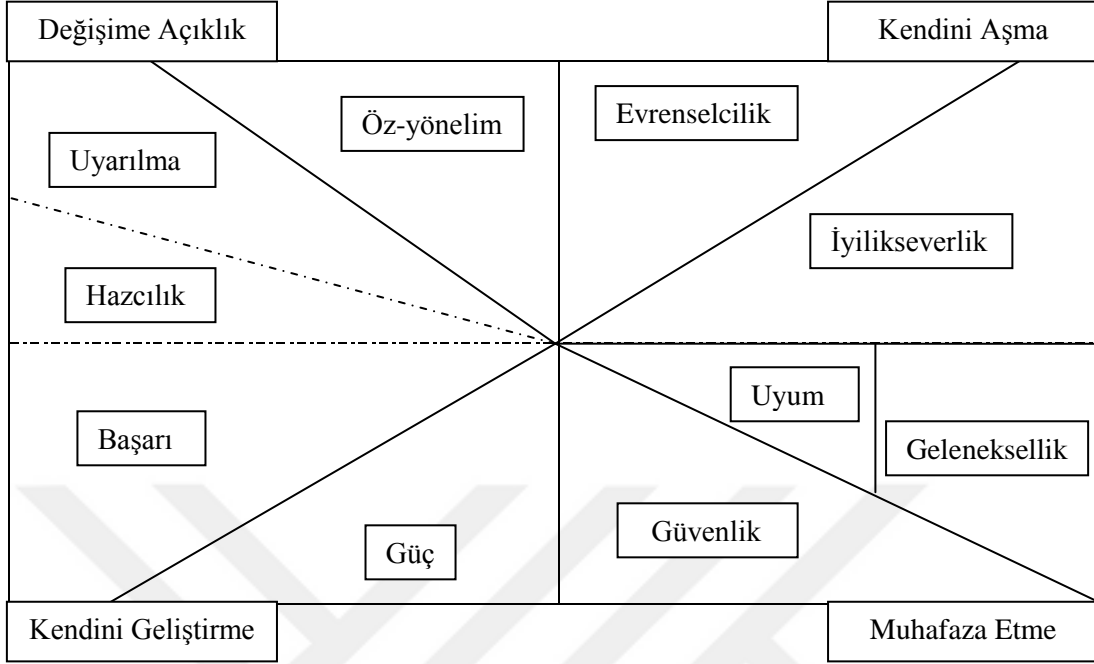 Değişime Açıklık
Kendini Aşma
Evrenselcilik
Öz-yönelim
Uyarılma
İyilikseverlik
Hazcılık
Uyum
Başarı
Geleneksellik
Güvenlik
Güç
Kendini Geliştirme
Muhafaza Etme